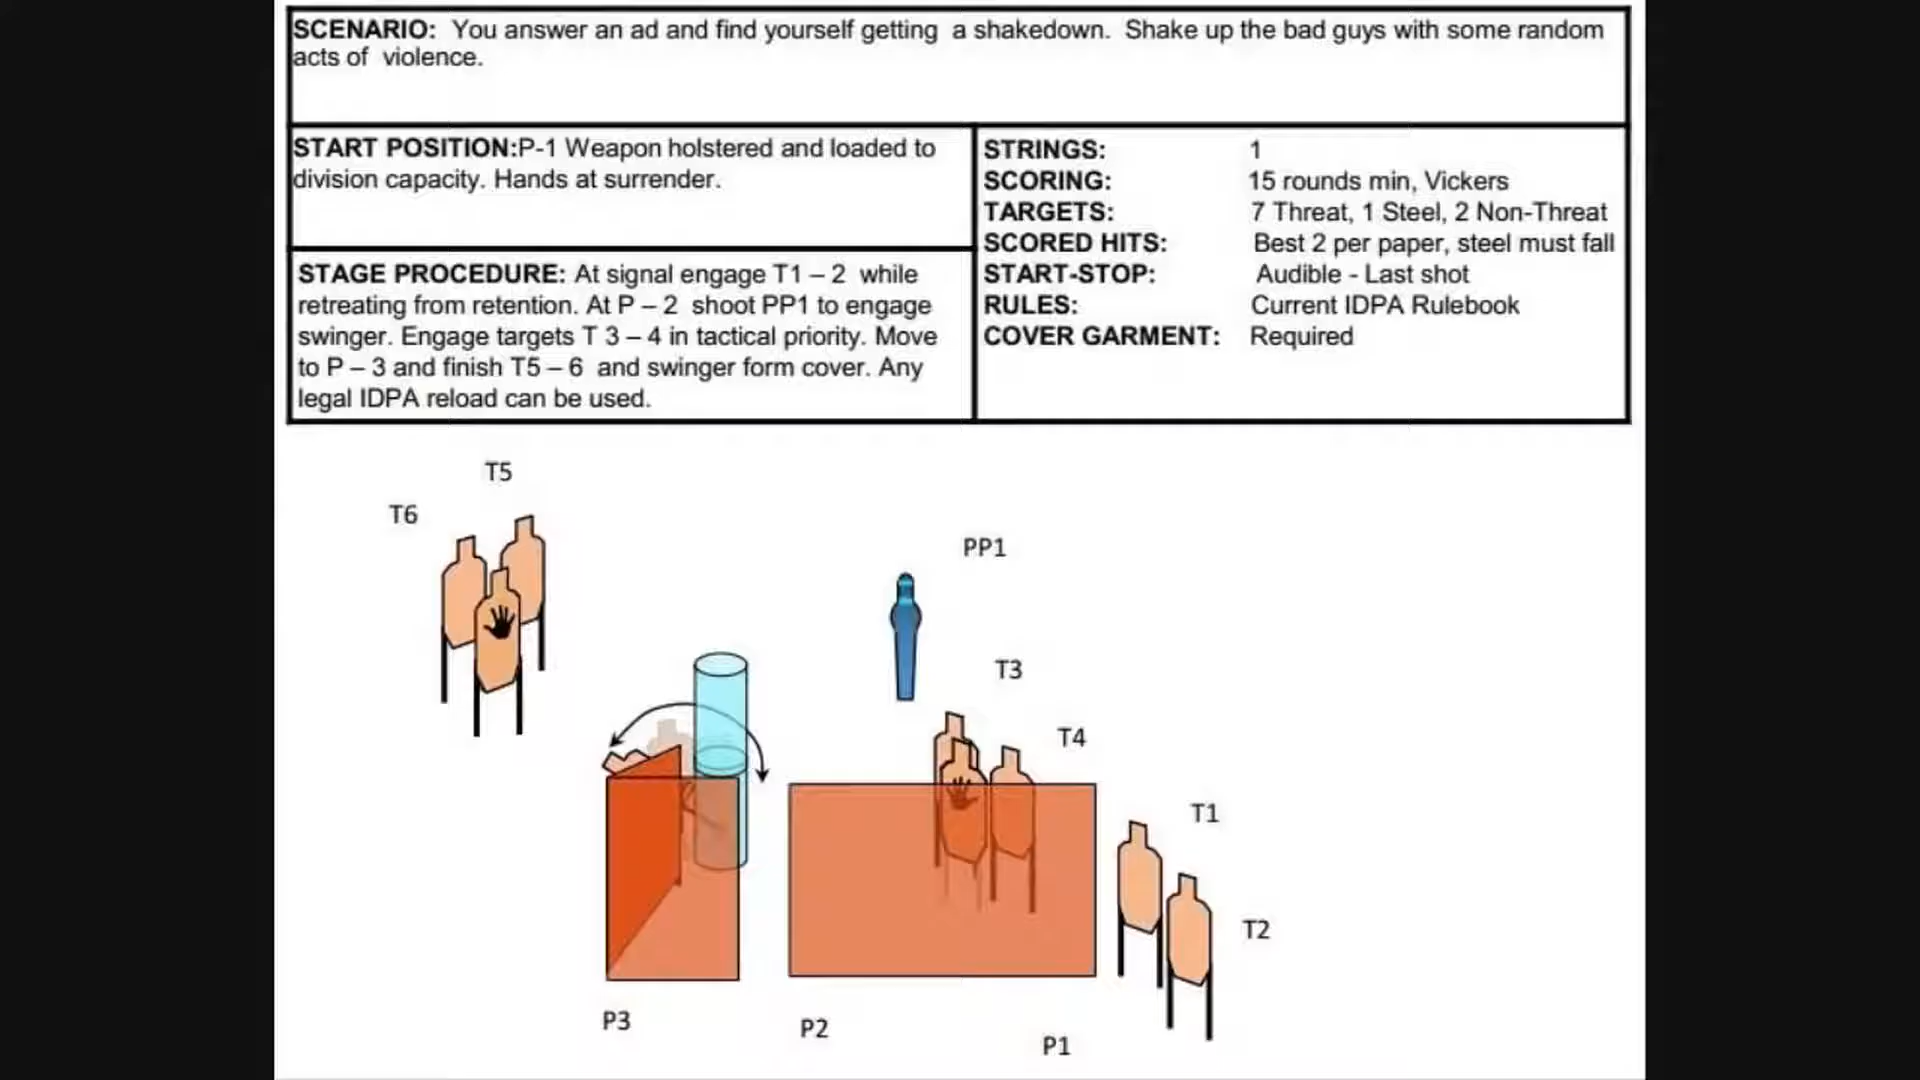 SCENARIO: You answer an ad and find yourself getting a shakedown. Shake up the bad guys with some random
acts of violence.
START POSITION:P-1 Weapon holstered and loaded to
division capacity. Hands at surrender.
STAGE PROCEDURE: At signal engage T1 – 2 while
retreating from retention. At P – 2 shoot PP1 to engage
swinger. Engage targets T 3 – 4 in tactical priority. Move
to P – 3 and finish T5 – 6 and swinger form cover. Any
legal IDPA reload can be used.
STRINGS: 1
SCORING: 15 rounds min, Vickers
TARGETS: 7 Threat, 1 Steel, 2 Non-Threat
SCORED HITS: Best 2 per paper, steel must fall
START-STOP: Audible - Last shot
RULES: Current IDPA Rulebook
COVER GARMENT: Required
T5
T6
PP1
T3
T4
T1
T2
P3
P2
P1